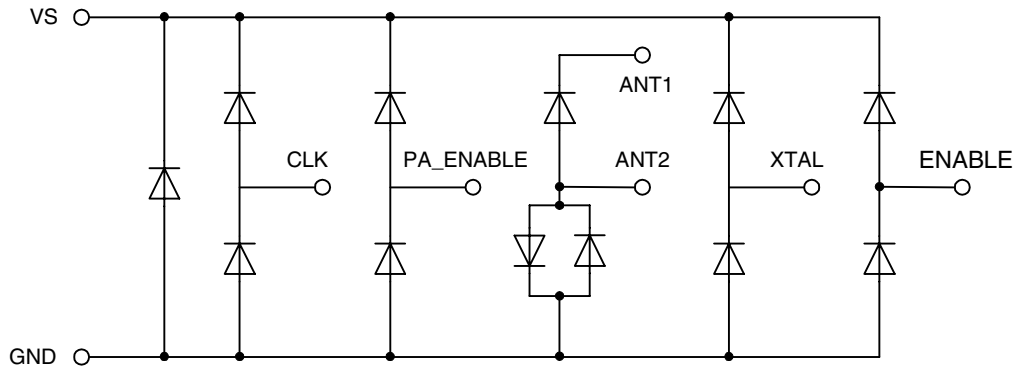 VS
ANT1
CLK
PA_ENABLE
ANT2
XTAL
ENABLE
GND